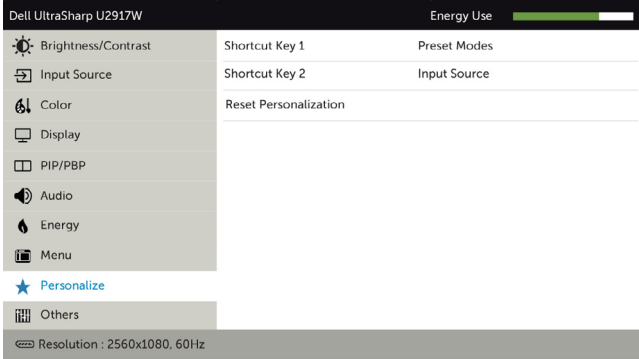 Dell UltraSharp U2917W Energy Use
Brightness/Contrast Shortcut Key 1 Preset Modes
Input Source Shortcut Key 2 Input Source
Color Reset Personalization
Display
PIP/PBP
Audio
Energy
Menu
Personalize
Others
Resolution : 2560x1080, 60Hz